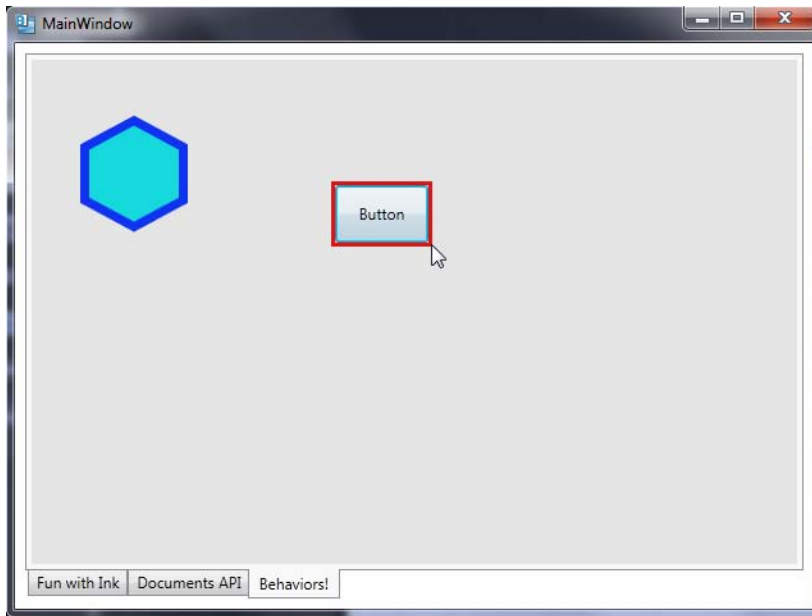 MainWindow
Button
Fun with Ink
Documents API
Behaviors!